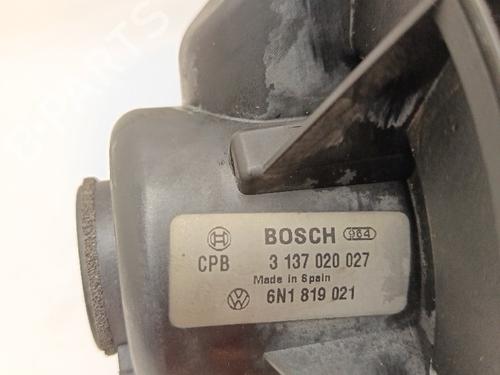 BOSCH 964
CPB 3 137 020 027
Made in Spain
6N1 819 021